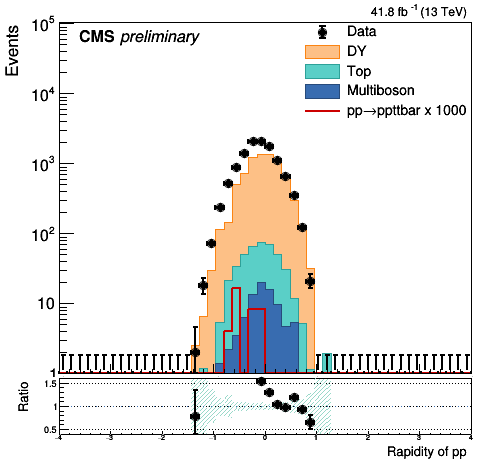 41.8 fb⁻¹ (13 TeV)
CMS preliminary
Data
DY
Top
Multiboson
pp→ppttbar x 1000
Events
10⁵
10⁴
10³
10²
10
1
Ratio
1.5
1
0.5
-4 -3 -2 -1 0 1 2 3 4
Rapidity of pp